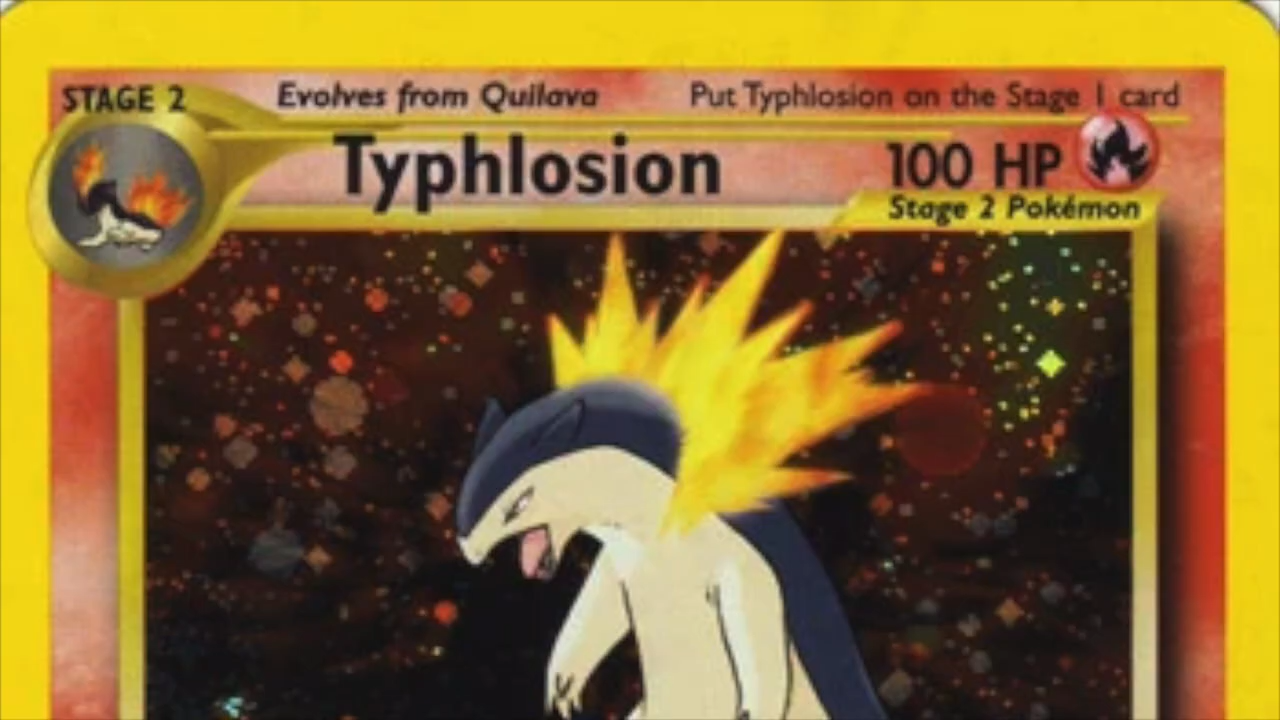 STAGE 2 Evolves from Quilava Put Typhlosion on the Stage 1 card
Typhlosion 100 HP
Stage 2 Pokémon